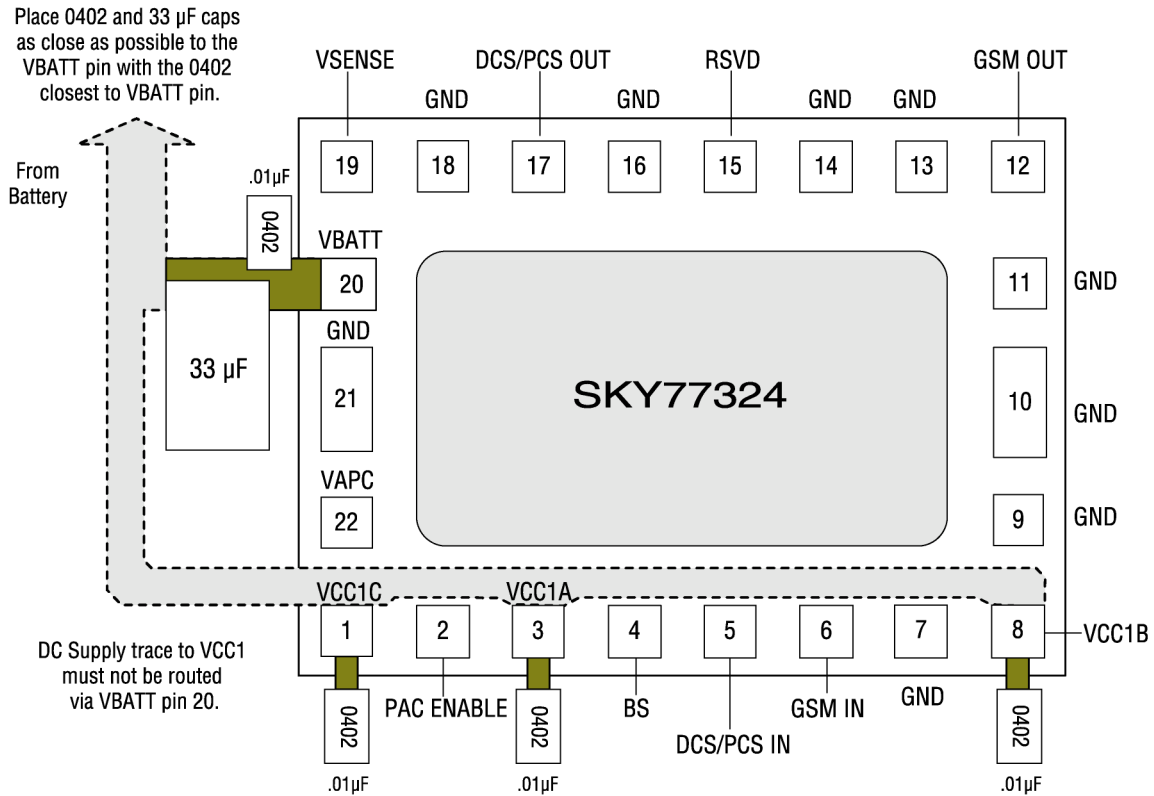 Place 0402 and 33 µF caps
as close as possible to the
VBATT pin with the 0402
closest to VBATT pin.
VSENSE
DCS/PCS OUT
RSVD
GSM OUT
GND
GND
GND
GND
From
Battery
.01µF
0402
19
18
17
16
15
14
13
12
VBATT
20
11
GND
GND
33 µF
21
SKY77324
10
GND
VAPC
22
9
GND
VCC1C
VCC1A
1
2
3
4
5
6
7
8
VCC1B
DC Supply trace to VCC1
must not be routed
via VBATT pin 20.
PAC ENABLE
BS
DCS/PCS IN
GSM IN
GND
0402
0402
0402
.01µF
.01µF
.01µF